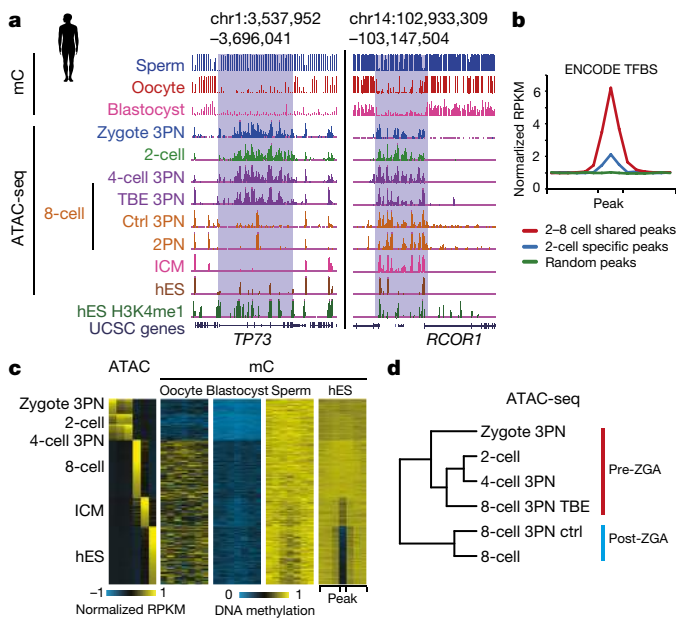 a
chr1:3,537,952
–3,696,041
chr14:102,933,309
–103,147,504
mC
Sperm
Oocyte
Blastocyst
ATAC-seq
Zygote 3PN
2-cell
4-cell 3PN
8-cell
TBE 3PN
Ctrl 3PN
2PN
ICM
hES
hES H3K4me1
UCSC genes
TP73
RCOR1
b
ENCODE TFBS
Normarlized RPKM
6
4
2
0
Peak
2–8 cell shared peaks
2-cell specific peaks
Random peaks
c
ATAC
mC
Oocyte Blastocyst Sperm hES
Zygote 3PN
2-cell
4-cell 3PN
8-cell
ICM
hES
–1 1
Normalized RPKM
0 1
DNA methylation
Peak
d
ATAC-seq
Zygote 3PN
2-cell
4-cell 3PN
8-cell 3PN TBE
8-cell 3PN ctrl
8-cell
Pre-ZGA
Post-ZGA